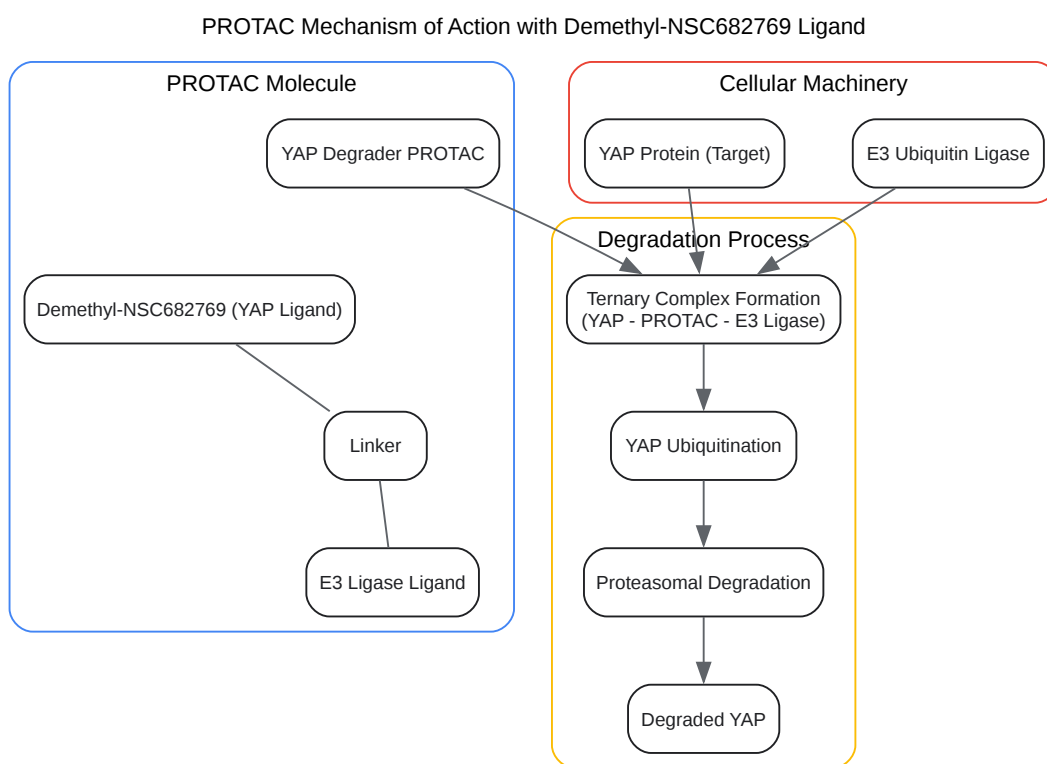 PROTAC Mechanism of Action with Demethyl-NSC682769 Ligand
PROTAC Molecule
YAP Degrader PROTAC
Demethyl-NSC682769 (YAP Ligand)
Linker
E3 Ligase Ligand
Cellular Machinery
YAP Protein (Target)
E3 Ubiquitin Ligase
Degradation Process
Ternary Complex Formation
(YAP - PROTAC - E3 Ligase)
YAP Ubiquitination
Proteasomal Degradation
Degraded YAP